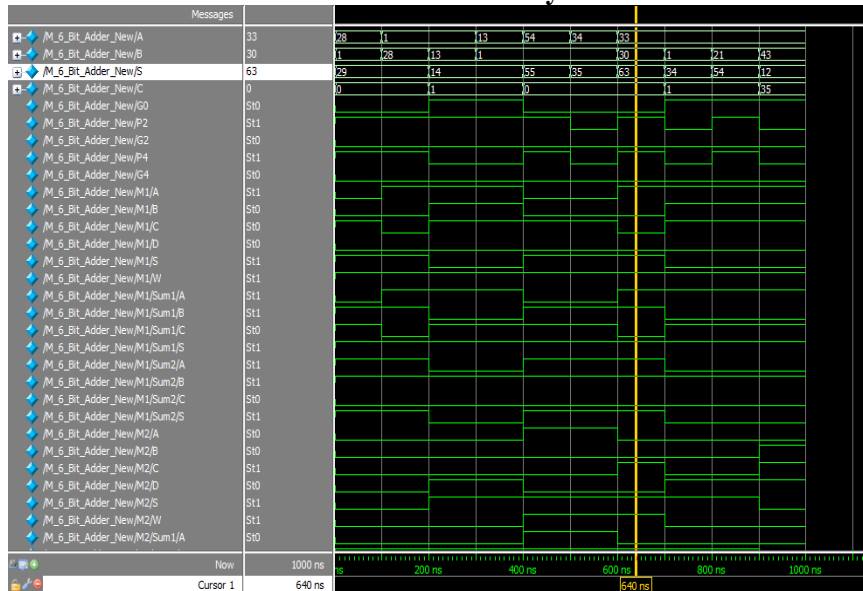 Messages
/M_6_Bit_Adder_New/A 33 28 1 13 54 34 33
/M_6_Bit_Adder_New/B 30 1 28 13 1 30 1 21 43
/M_6_Bit_Adder_New/S 63 29 14 55 35 63 34 54 12
/M_6_Bit_Adder_New/C 0 0 1 0 1 35
/M_6_Bit_Adder_New/G0 St0
/M_6_Bit_Adder_New/P2 St1
/M_6_Bit_Adder_New/G2 St0
/M_6_Bit_Adder_New/P4 St1
/M_6_Bit_Adder_New/G4 St0
/M_6_Bit_Adder_New/M1/A St1
/M_6_Bit_Adder_New/M1/B St0
/M_6_Bit_Adder_New/M1/C St0
/M_6_Bit_Adder_New/M1/D St0
/M_6_Bit_Adder_New/M1/S St1
/M_6_Bit_Adder_New/M1/W St1
/M_6_Bit_Adder_New/M1/Sum1/A St1
/M_6_Bit_Adder_New/M1/Sum1/B St1
/M_6_Bit_Adder_New/M1/Sum1/C St0
/M_6_Bit_Adder_New/M1/Sum1/S St1
/M_6_Bit_Adder_New/M1/Sum2/A St1
/M_6_Bit_Adder_New/M1/Sum2/B St1
/M_6_Bit_Adder_New/M1/Sum2/C St0
/M_6_Bit_Adder_New/M1/Sum2/S St1
/M_6_Bit_Adder_New/M2/A St0
/M_6_Bit_Adder_New/M2/B St0
/M_6_Bit_Adder_New/M2/C St1
/M_6_Bit_Adder_New/M2/D St0
/M_6_Bit_Adder_New/M2/S St1
/M_6_Bit_Adder_New/M2/W St1
/M_6_Bit_Adder_New/M2/Sum1/A St0
Now 1000 ns ns 200 ns 400 ns 600 ns 800 ns 1000 ns
Cursor 1 640 ns 640 ns